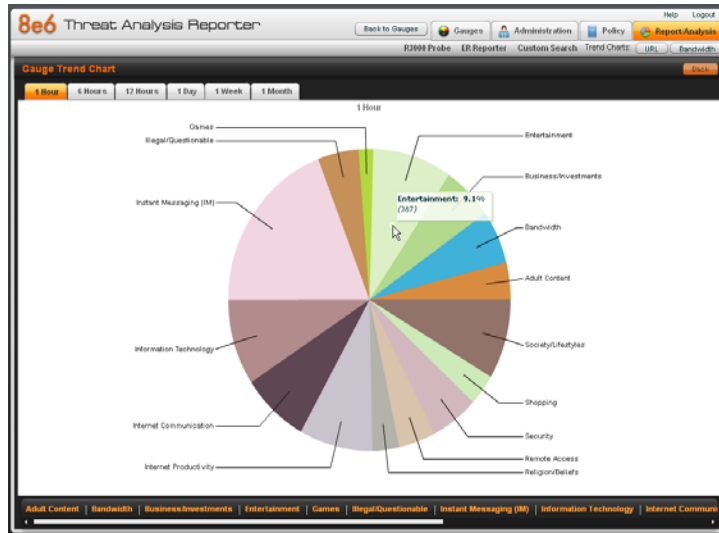 Help Logout
8e6 Threat Analysis Reporter
Back to Gauges Gauges Administration Policy Report/Analysis
R3000 Probe ER Reporter Custom Search Trend Charts: URL Bandwidth
Gauge Trend Chart Back
1 Hour 6 Hours 12 Hours 1 Day 1 Week 1 Month
1 Hour
Games
Entertainment
Illegal/Questionable
Business/Investments
Instant Messaging (IM)
Entertainment: 9.1%
(267)
Bandwidth
Adult Content
Information Technology
Society/Lifestyles
Shopping
Internet Communication
Security
Remote Access
Internet Productivity
Religion/Beliefs
Adult Content | Bandwidth | Business/Investments | Entertainment | Games | Illegal/Questionable | Instant Messaging (IM) | Information Technology | Internet Communi